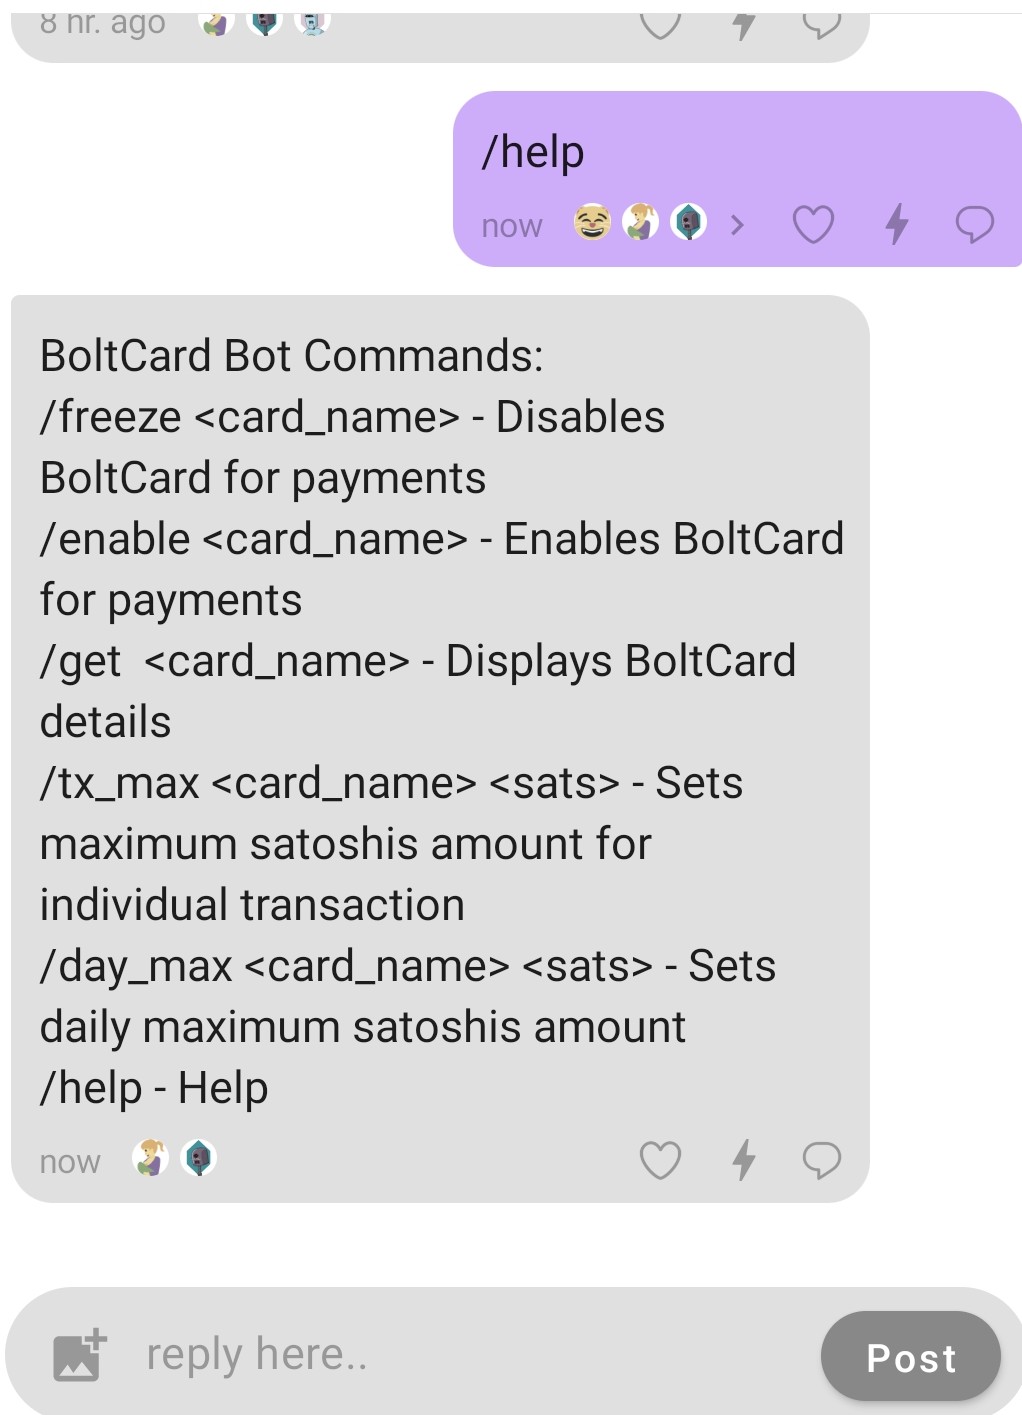 8 hr. ago
/help
now
BoltCard Bot Commands:
/freeze <card_name> - Disables
BoltCard for payments
/enable <card_name> - Enables BoltCard
for payments
/get  <card_name> - Displays BoltCard
details
/tx_max <card_name> <sats> - Sets
maximum satoshis amount for
individual transaction
/day_max <card_name> <sats> - Sets
daily maximum satoshis amount
/help - Help
now
reply here..
Post